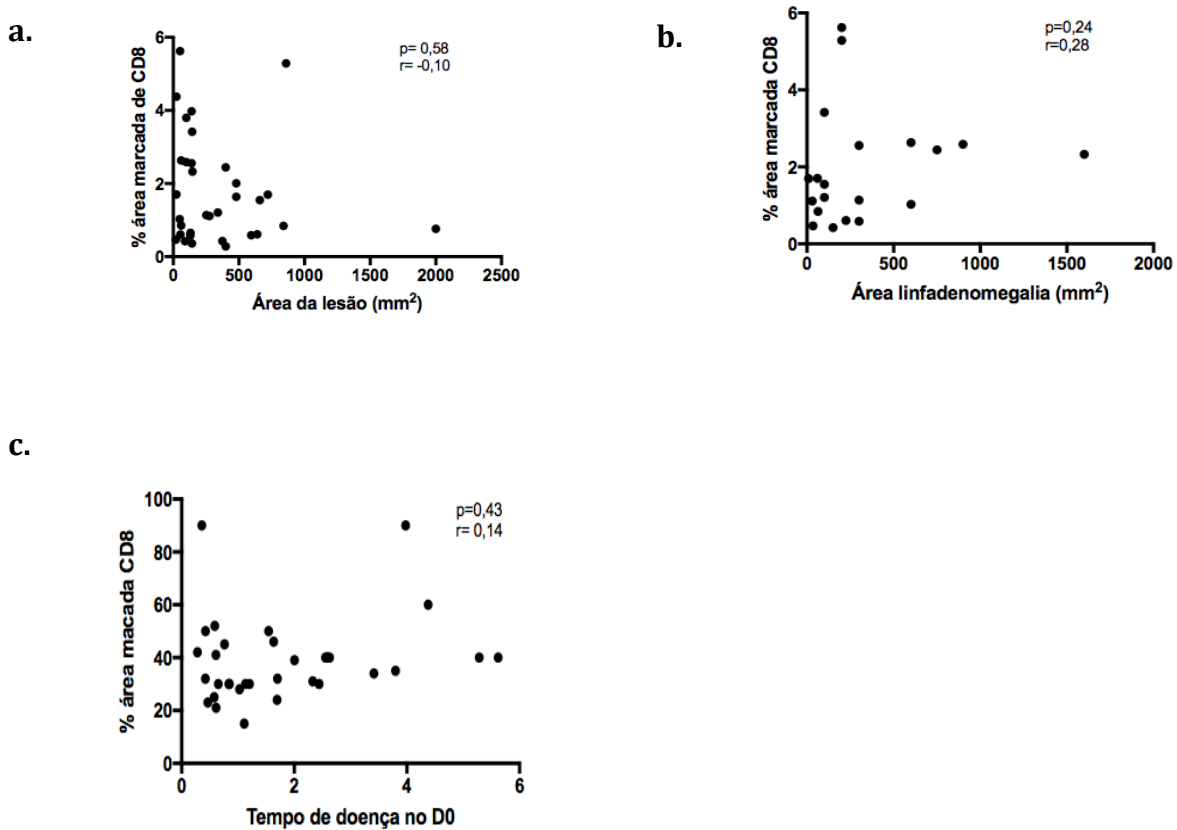 a.
p= 0,58
r= -0,10
% área marcada de CD8
6
4
2
0
0 500 1000 1500 2000 2500
Área da lesão (mm²)
b.
p=0,24
r=0,28
% área marcada CD8
6
4
2
0
0 500 1000 1500 2000
Área linfadenomegalia (mm²)
c.
p=0,43
r= 0,14
% área macada CD8
100
80
60
40
20
0
0 2 4 6
Tempo de doença no D0